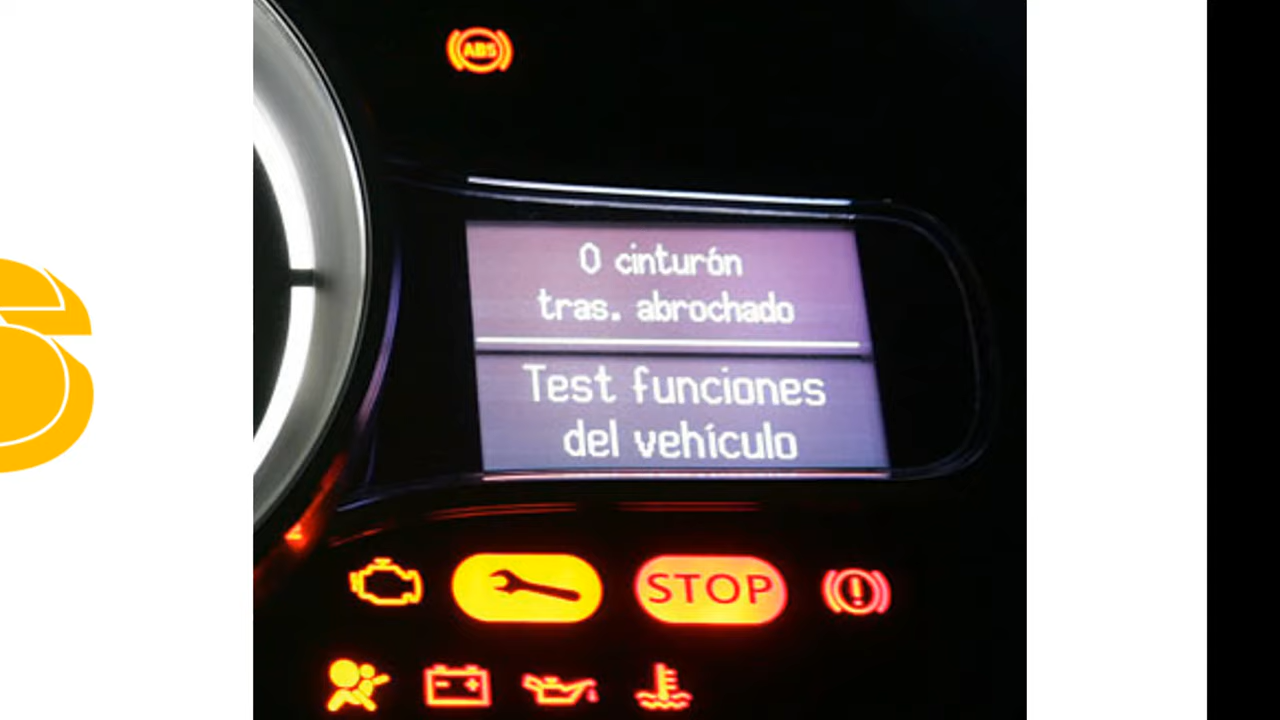 ABS
0 cinturón
tras. abrochado
Test funciones
del vehículo
STOP